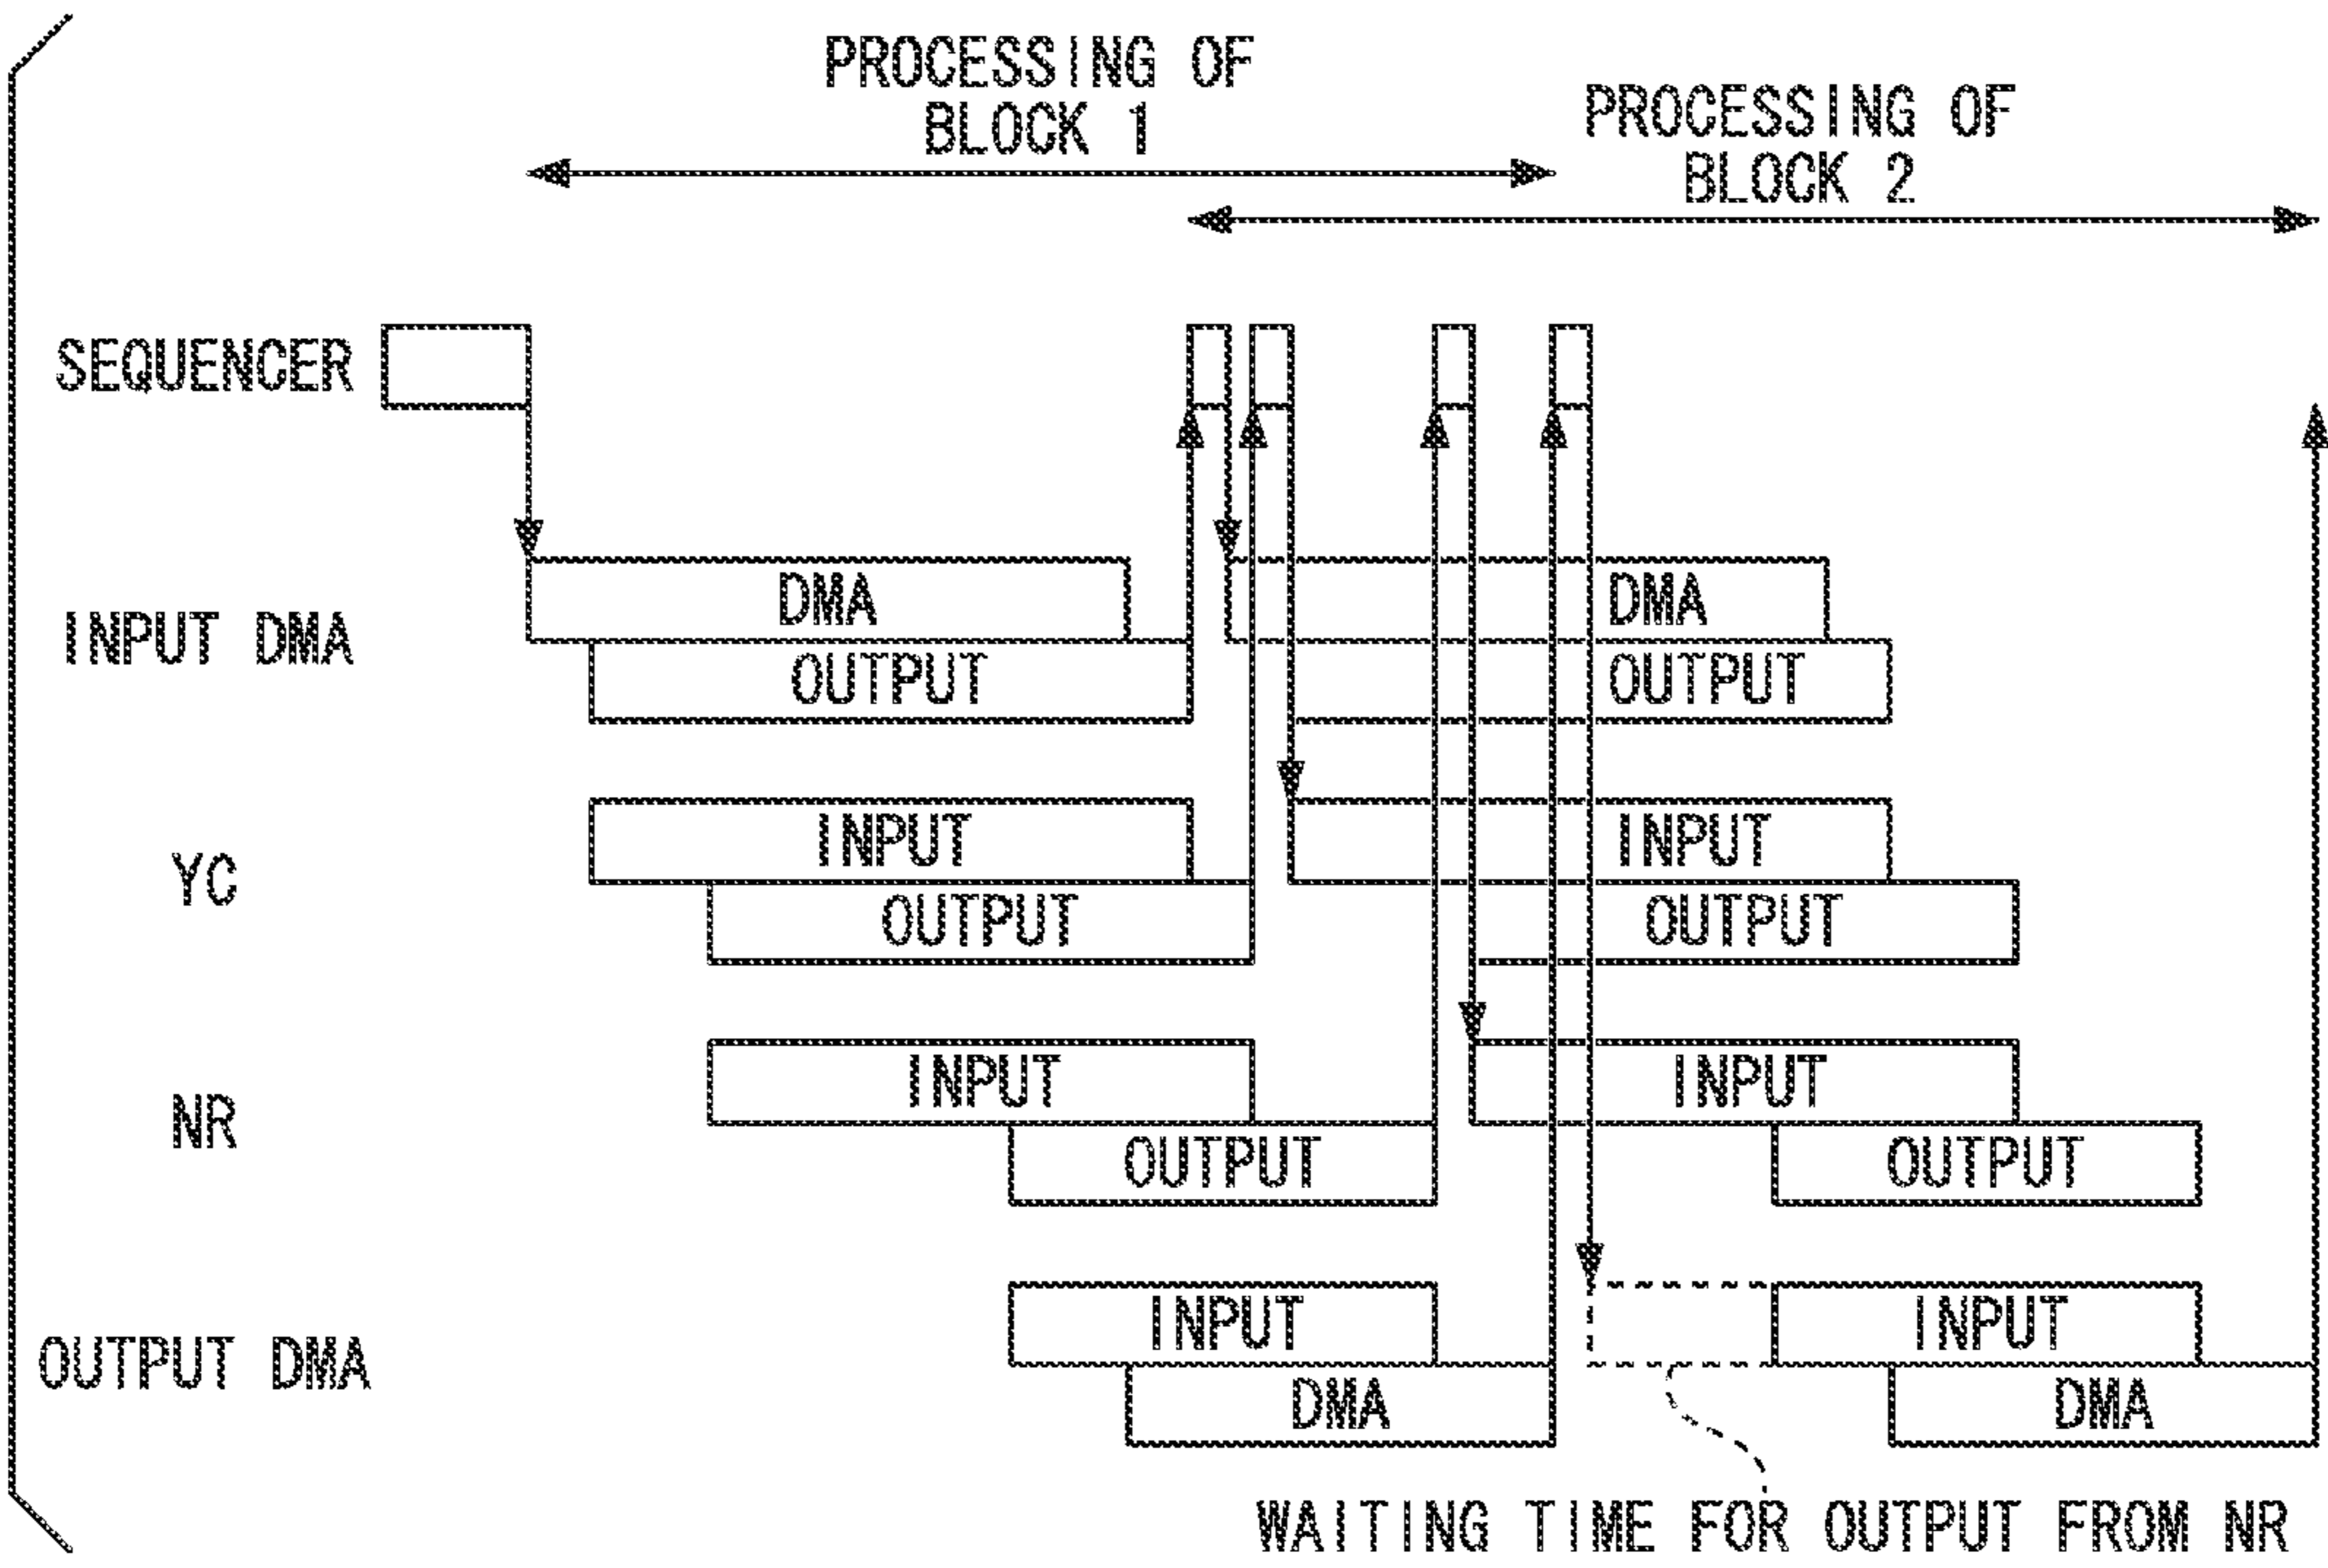 PROCESSING OF
BLOCK 1
PROCESSING OF
BLOCK 2
SEQUENCER
INPUT DMA
DMA
DMA
OUTPUT
OUTPUT
YC
INPUT
INPUT
OUTPUT
OUTPUT
NR
INPUT
INPUT
OUTPUT
OUTPUT
OUTPUT DMA
INPUT
INPUT
DMA
DMA
WAITING TIME FOR OUTPUT FROM NR